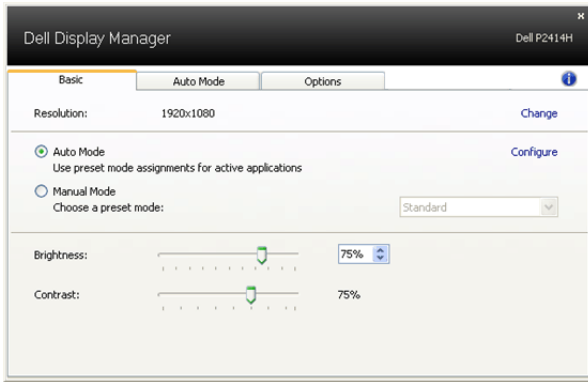 Dell Display Manager
Dell P2414H
Basic
Auto Mode
Options
Resolution:
1920x1080
Change
Auto Mode
Configure
Use preset mode assignments for active applications
Manual Mode
Choose a preset mode:
Standard
Brightness:
75%
Contrast:
75%